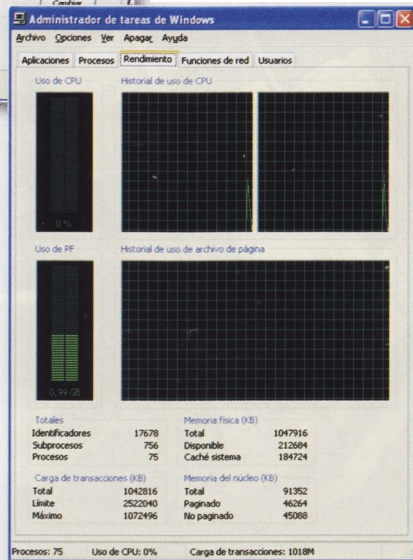 Cambiar
Administrador de tareas de Windows
Archivo Opciones Ver Apagar Ayuda
Aplicaciones Procesos Rendimiento Funciones de red Usuarios
Uso de CPU Historial de uso de CPU
0 %
Uso de PF Historial de uso de archivo de página
0,99 GB
Totales
Identificadores 17678
Subprocesos 756
Procesos 75
Memoria física (KB)
Total 1047916
Disponible 212684
Caché sistema 184724
Carga de transacciones (KB)
Total 1042816
Límite 2522040
Máximo 1072496
Memoria del núcleo (KB)
Total 91352
Paginado 46264
No paginado 45088
Procesos: 75 Uso de CPU: 0% Carga de transacciones: 1018M